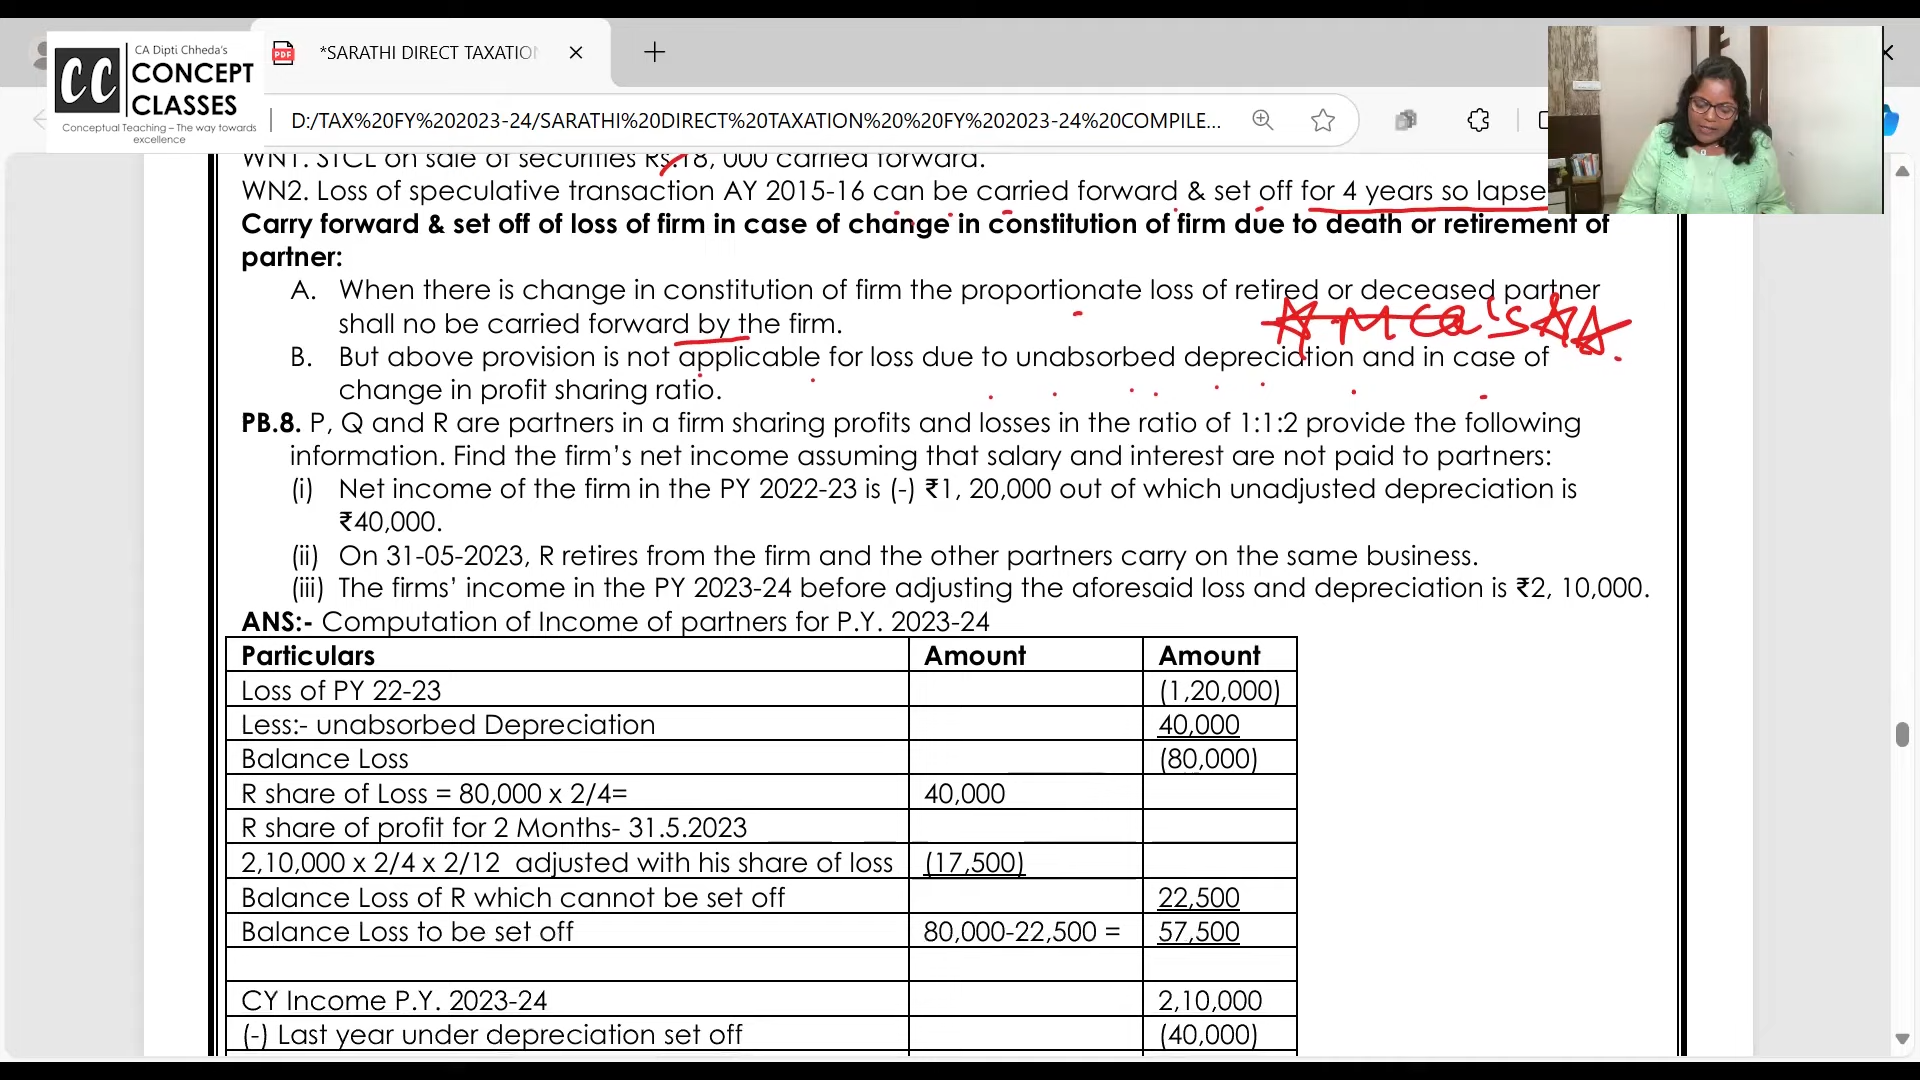 CA Dipti Chheda's
CC CONCEPT
CLASSES
Conceptual Teaching – The way towards
excellence
PDF
*SARATHI DIRECT TAXATIO
D:/TAX%20FY%202023-24/SARATHI%20DIRECT%20TAXATION%20%20FY%202023-24%20COMPILE...
WN1. STCL on sale of securities Rs.18, 000 carried forward.
WN2. Loss of speculative transaction AY 2015-16 can be carried forward & set off for 4 years so lapse
Carry forward & set off of loss of firm in case of change in constitution of firm due to death or retirement of
partner:
A. When there is change in constitution of firm the proportionate loss of retired or deceased partner
shall no be carried forward by the firm.
MCQ's
B. But above provision is not applicable for loss due to unabsorbed depreciation and in case of
change in profit sharing ratio.
PB.8. P, Q and R are partners in a firm sharing profits and losses in the ratio of 1:1:2 provide the following
information. Find the firm's net income assuming that salary and interest are not paid to partners:
(i) Net income of the firm in the PY 2022-23 is (-) ₹1, 20,000 out of which unadjusted depreciation is
₹40,000.
(ii) On 31-05-2023, R retires from the firm and the other partners carry on the same business.
(iii) The firms' income in the PY 2023-24 before adjusting the aforesaid loss and depreciation is ₹2, 10,000.
ANS:- Computation of Income of partners for P.Y. 2023-24
Particulars Amount Amount
Loss of PY 22-23 (1,20,000)
Less:- unabsorbed Depreciation 40,000
Balance Loss (80,000)
R share of Loss = 80,000 x 2/4= 40,000
R share of profit for 2 Months- 31.5.2023
2,10,000 x 2/4 x 2/12 adjusted with his share of loss (17,500)
Balance Loss of R which cannot be set off 22,500
Balance Loss to be set off 80,000-22,500 = 57,500
CY Income P.Y. 2023-24 2,10,000
(-) Last year under depreciation set off (40,000)